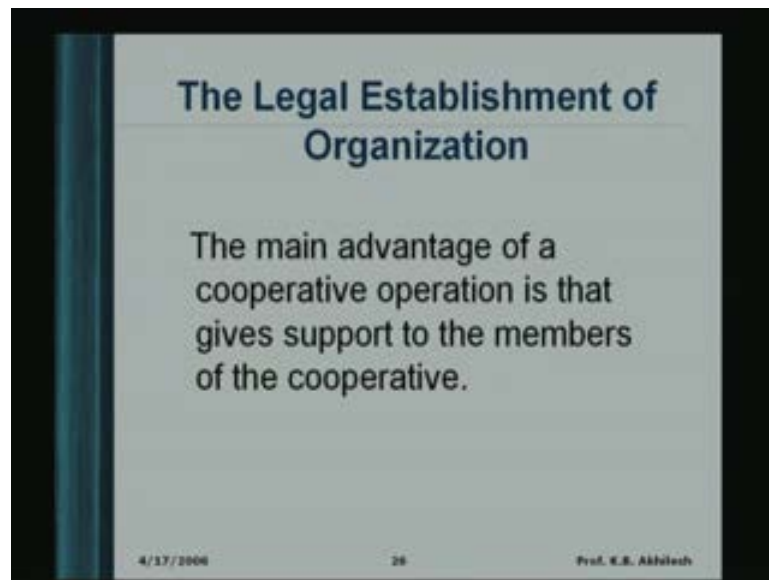 The Legal Establishment of
Organization
The main advantage of a
cooperative operation is that
gives support to the members
of the cooperative.
4/17/2006 26 Prof. K.B. Akhilesh